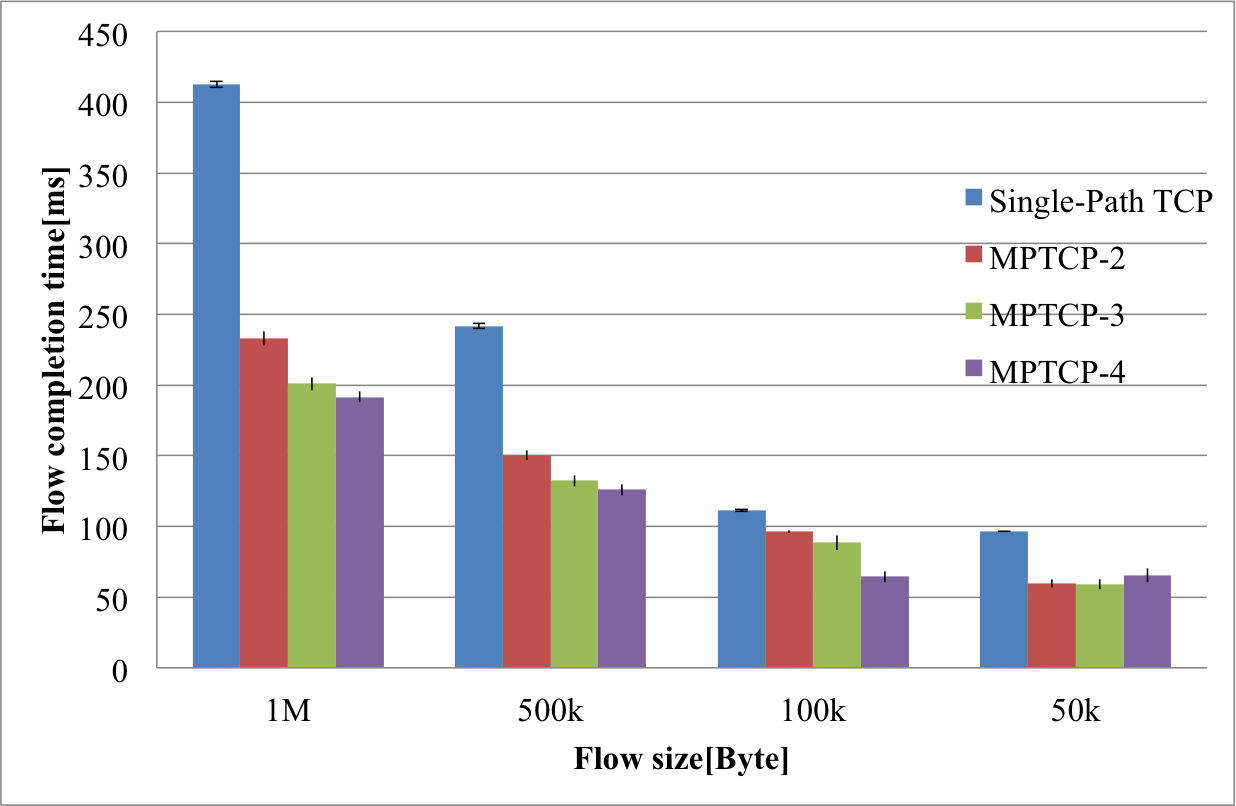 450
400
350
300
250
200
150
100
50
0
Flow completion time[ms]
Single-Path TCP
MPTCP-2
MPTCP-3
MPTCP-4
1M 500k 100k 50k
Flow size[Byte]